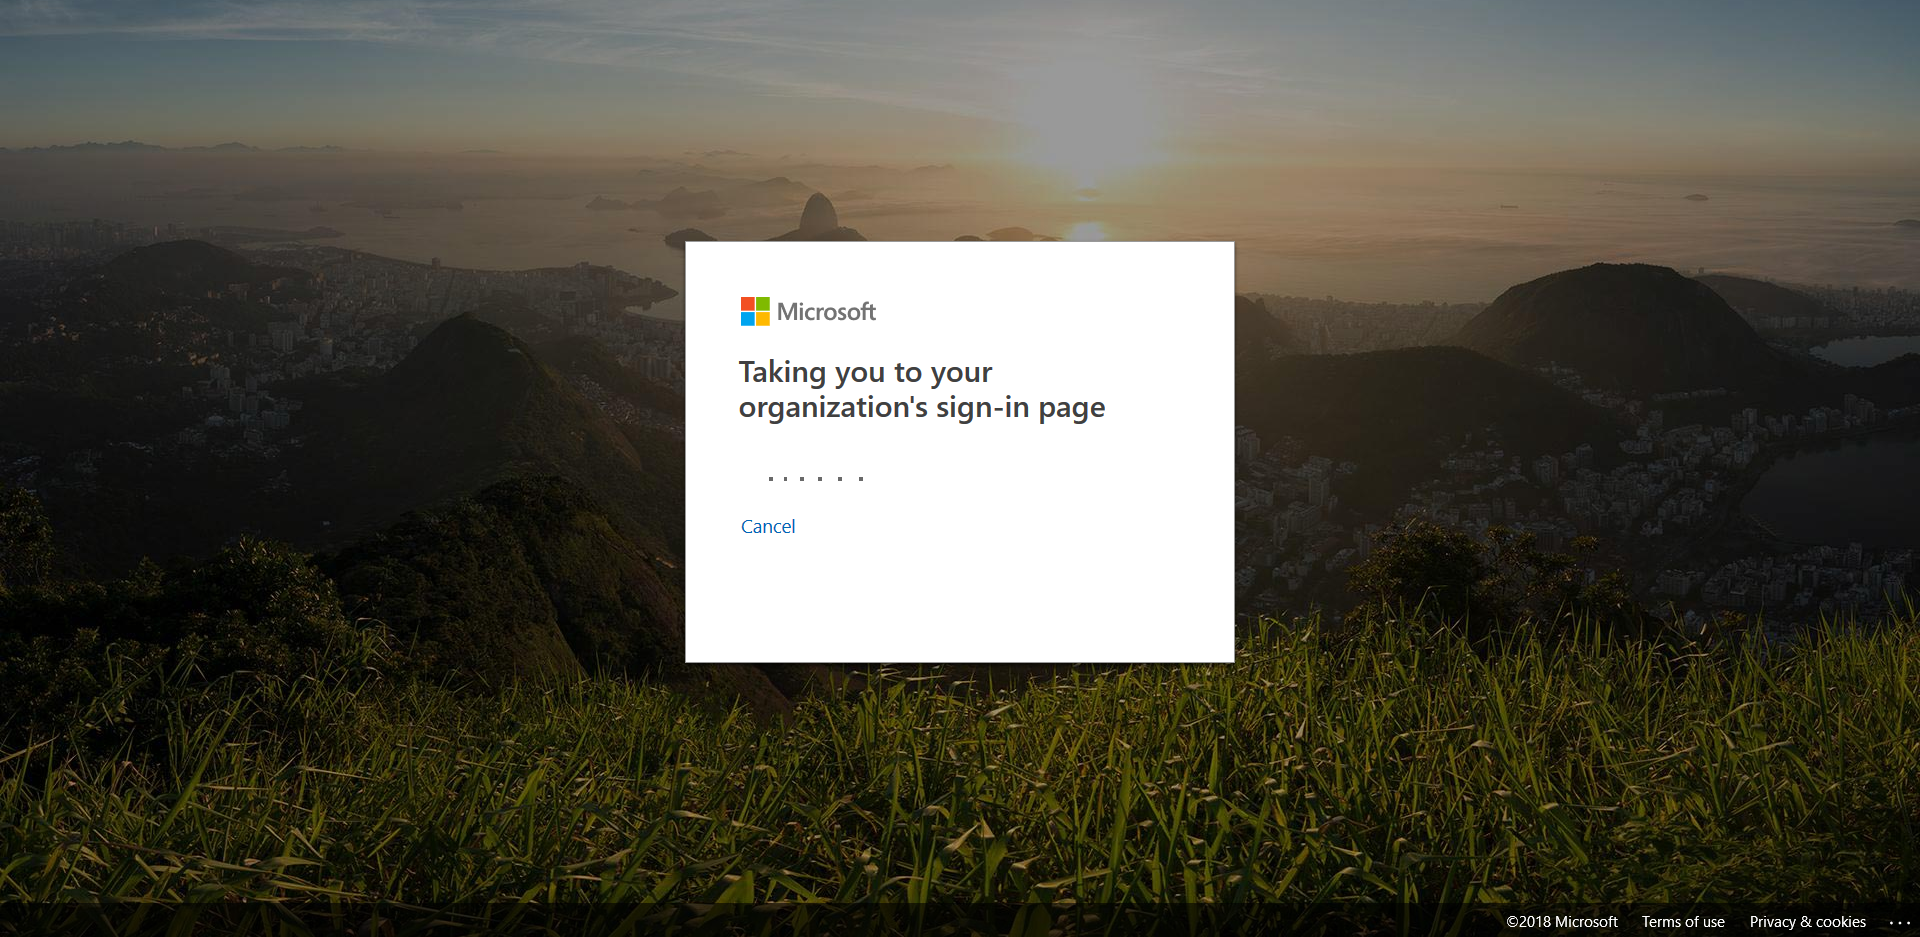 Microsoft
Taking you to your
organization's sign-in page
Cancel
©2018 Microsoft Terms of use Privacy & cookies ...